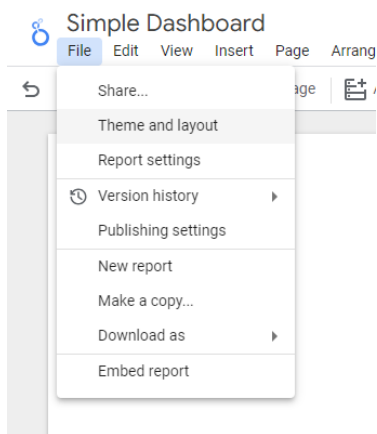 Simple Dashboard
File Edit View Insert Page Arrang
Share...
age
Theme and layout
Report settings
Version history
Publishing settings
New report
Make a copy...
Download as
Embed report